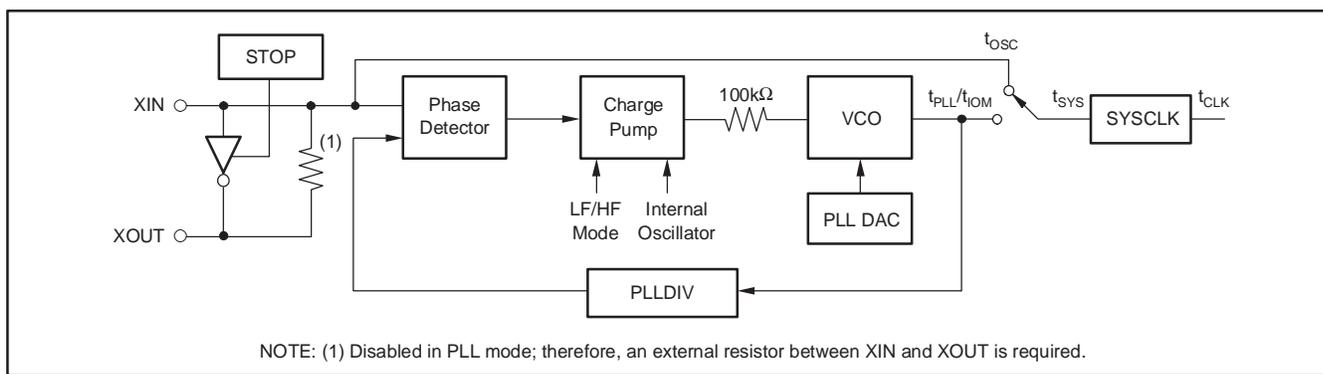 STOP
XIN
XOUT
(1)
Phase
Detector
Charge
Pump
LF/HF
Mode
Internal
Oscillator
100kΩ
VCO
PLL DAC
PLLDIV
tOSC
tPLL/tIOM
tSYS
SYSCLK
tCLK
NOTE: (1) Disabled in PLL mode; therefore, an external resistor between XIN and XOUT is required.